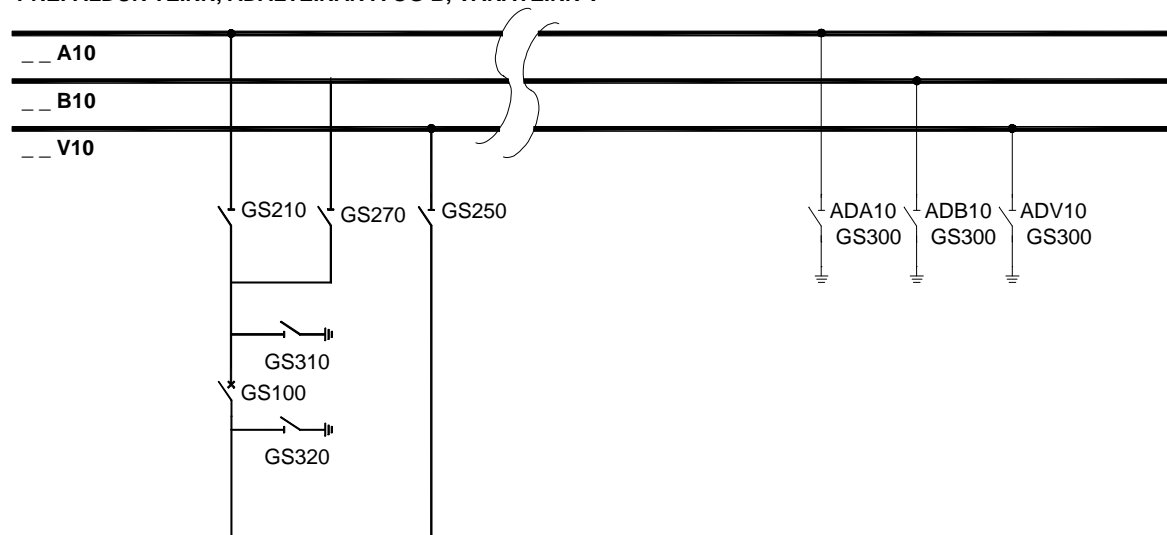 _ _ A10
_ _ B10
_ _ V10
GS210
GS270
GS250
ADA10
GS300
ADB10
GS300
ADV10
GS300
GS310
GS100
GS320